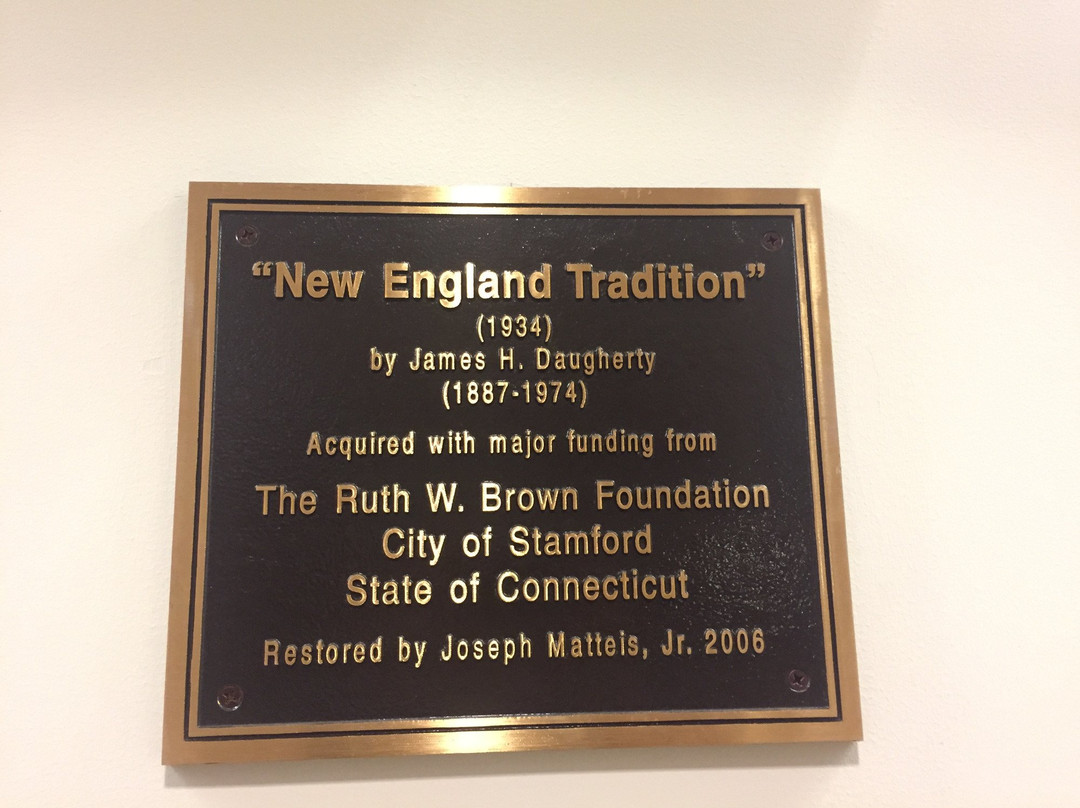 “New England Tradition”
(1934)
by James H. Daugherty
(1887-1974)
Acquired with major funding from
The Ruth W. Brown Foundation
City of Stamford
State of Connecticut
Restored by Joseph Matteis, Jr. 2006